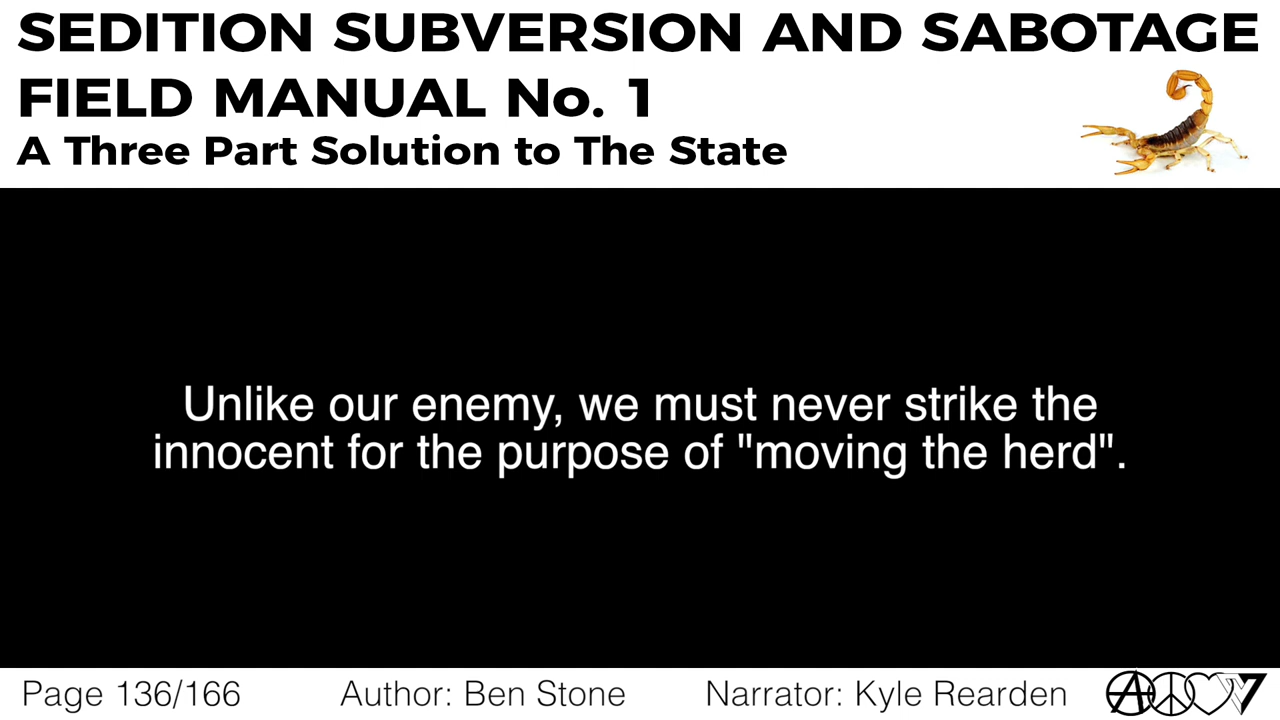 SEDITION SUBVERSION AND SABOTAGE
FIELD MANUAL No. 1
A Three Part Solution to The State
Unlike our enemy, we must never strike the
innocent for the purpose of "moving the herd".
Page 136/166 Author: Ben Stone Narrator: Kyle Rearden